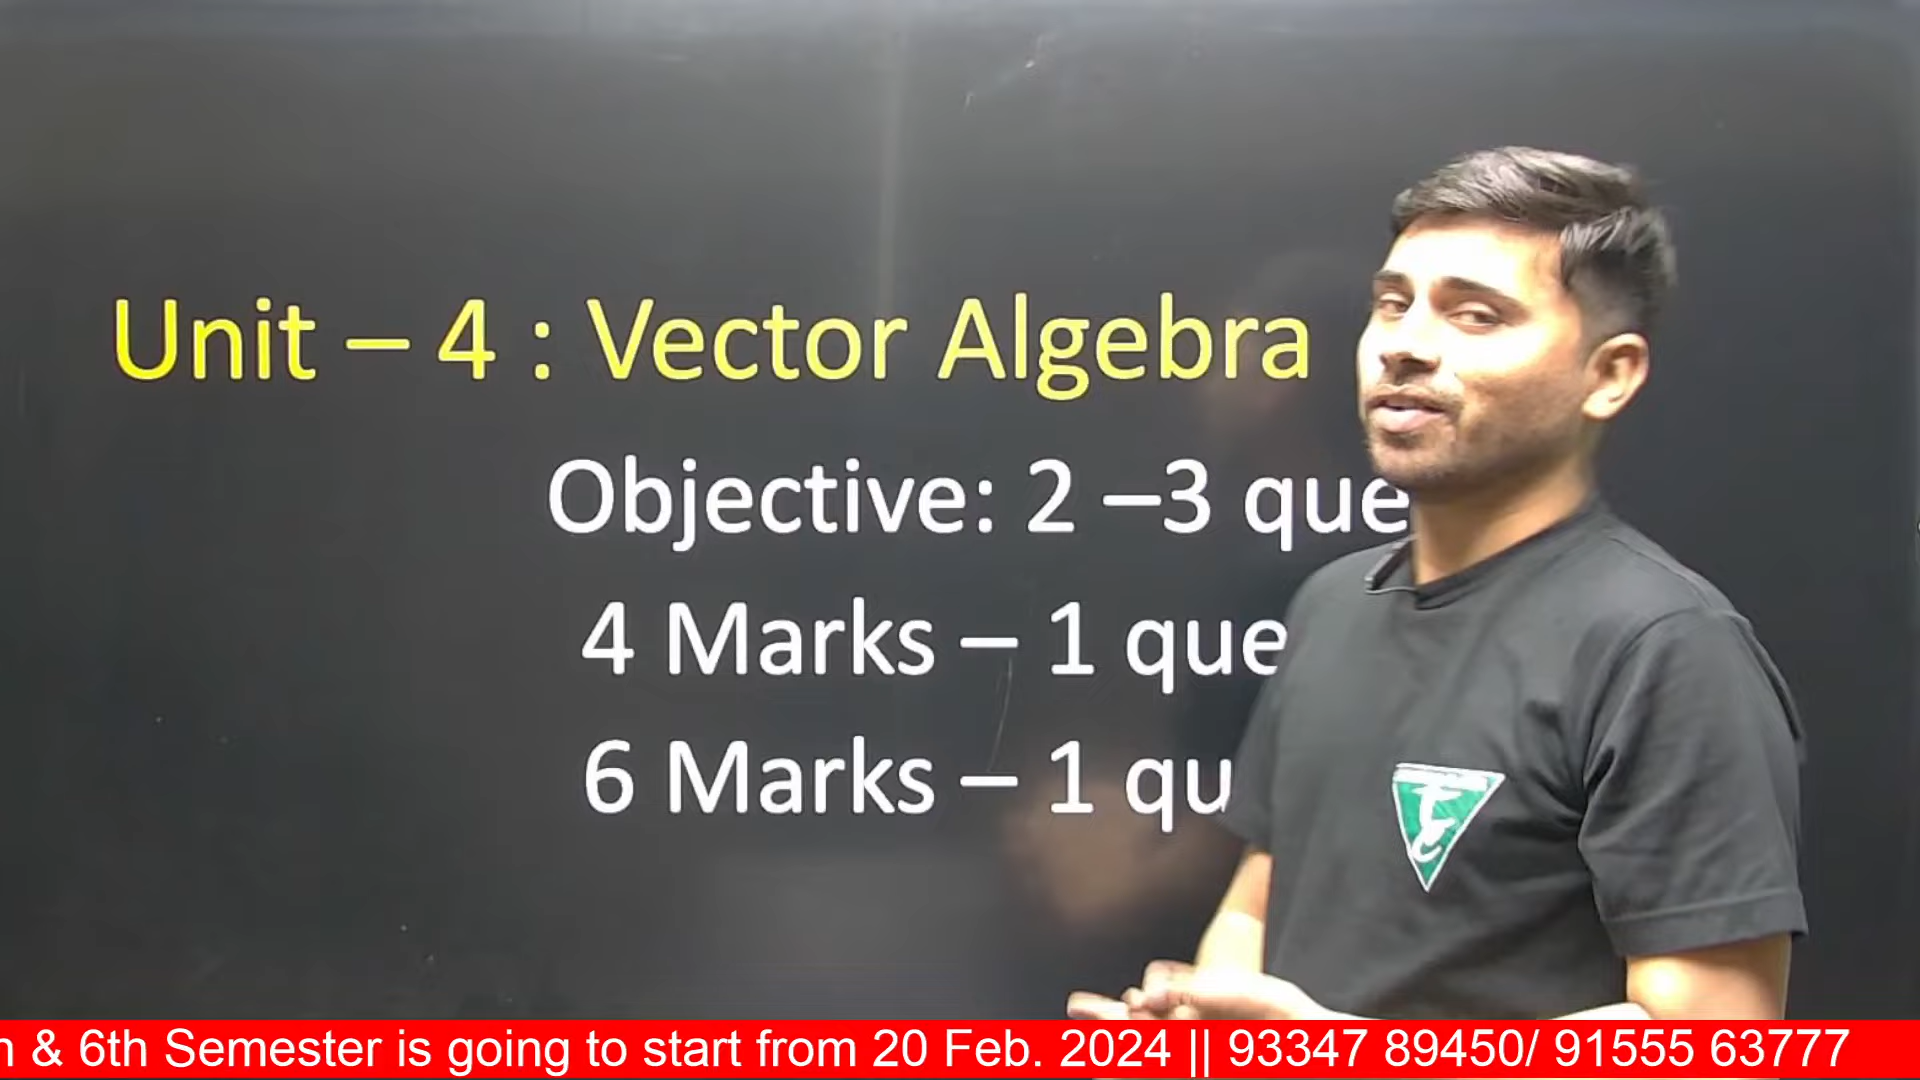 Unit – 4 : Vector Algebra
Objective: 2 –3 que
4 Marks – 1 que
6 Marks – 1 qu
& 6th Semester is going to start from 20 Feb. 2024 || 93347 89450/ 91555 63777